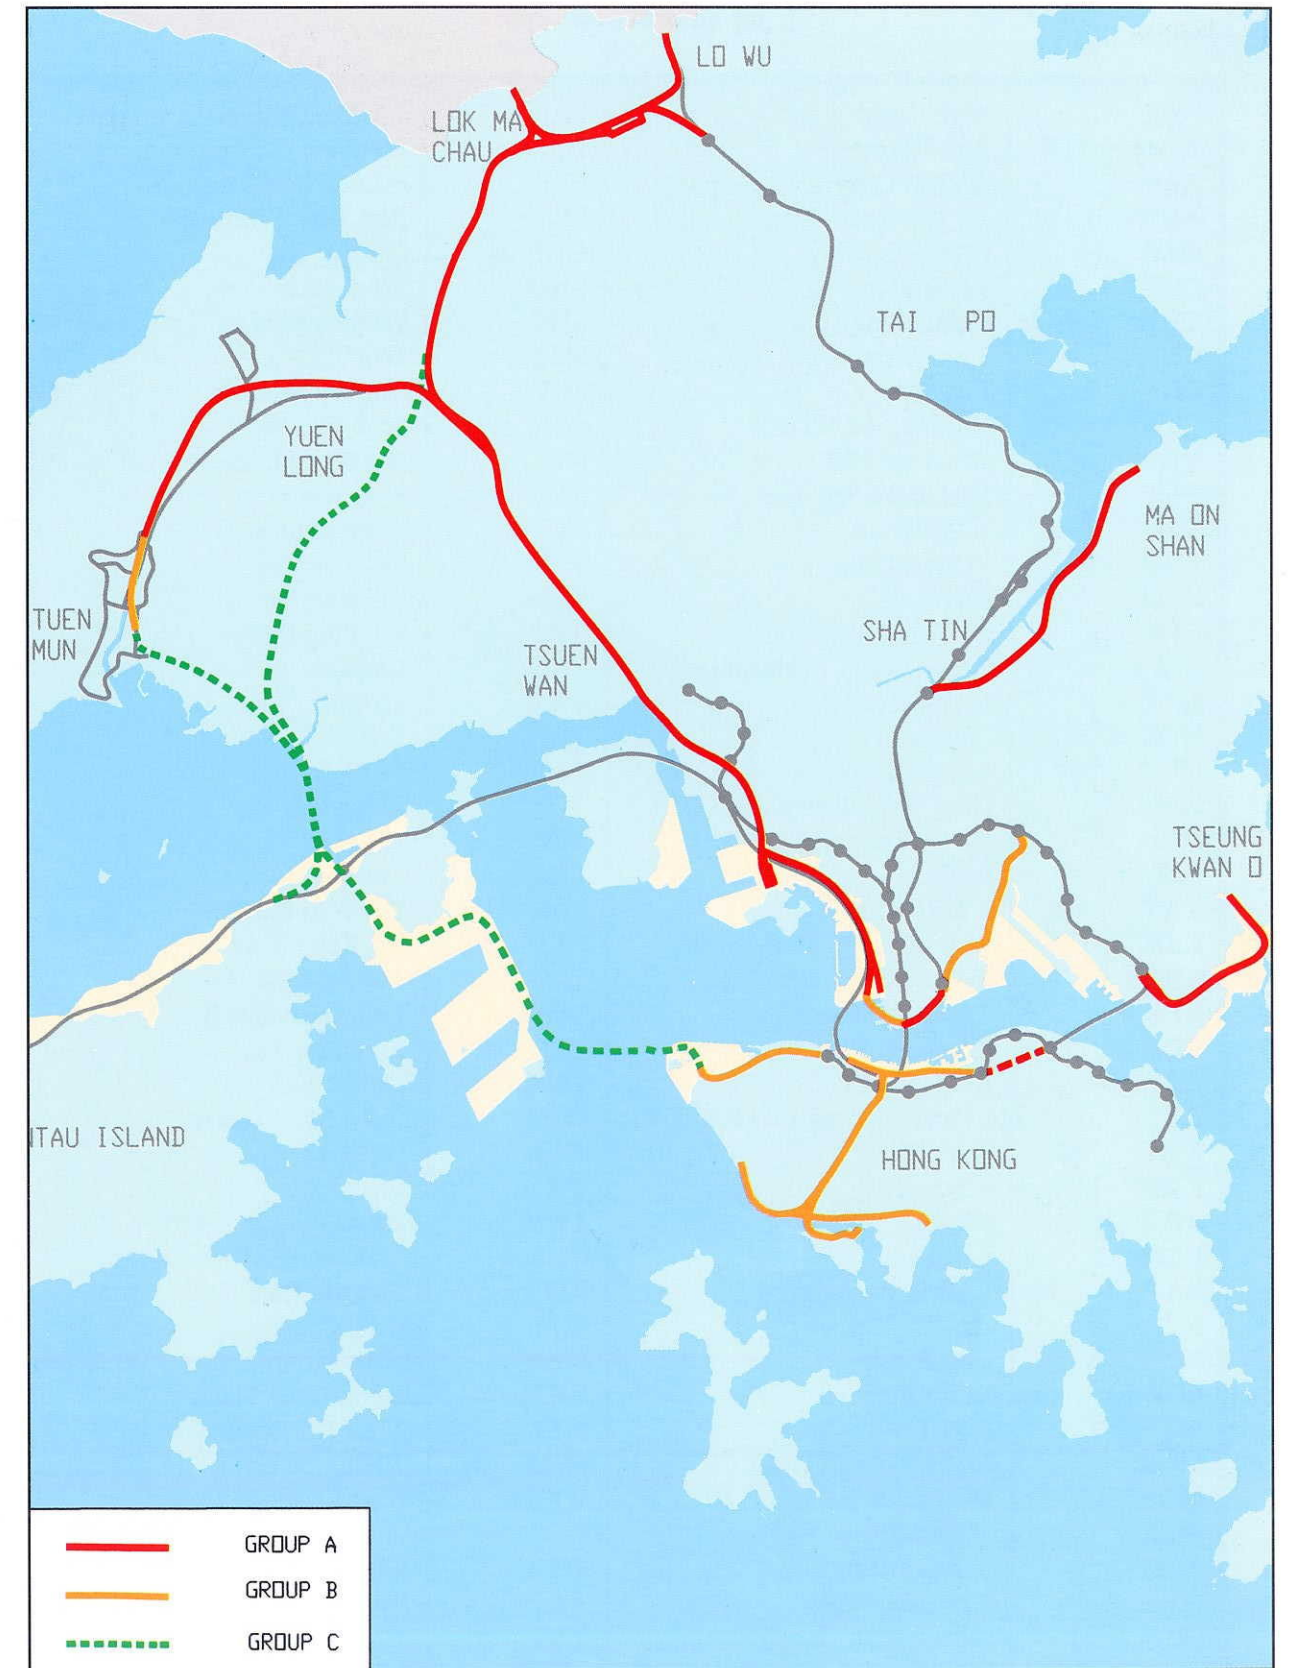 LO WU
LOK MA
CHAU
TAI PO
YUEN
LONG
MA ON
SHAN
TUEN
MUN
SHA TIN
TSUEN
WAN
TSEUNG
KWAN O
NTAU ISLAND
HONG KONG
GROUP A
GROUP B
GROUP C